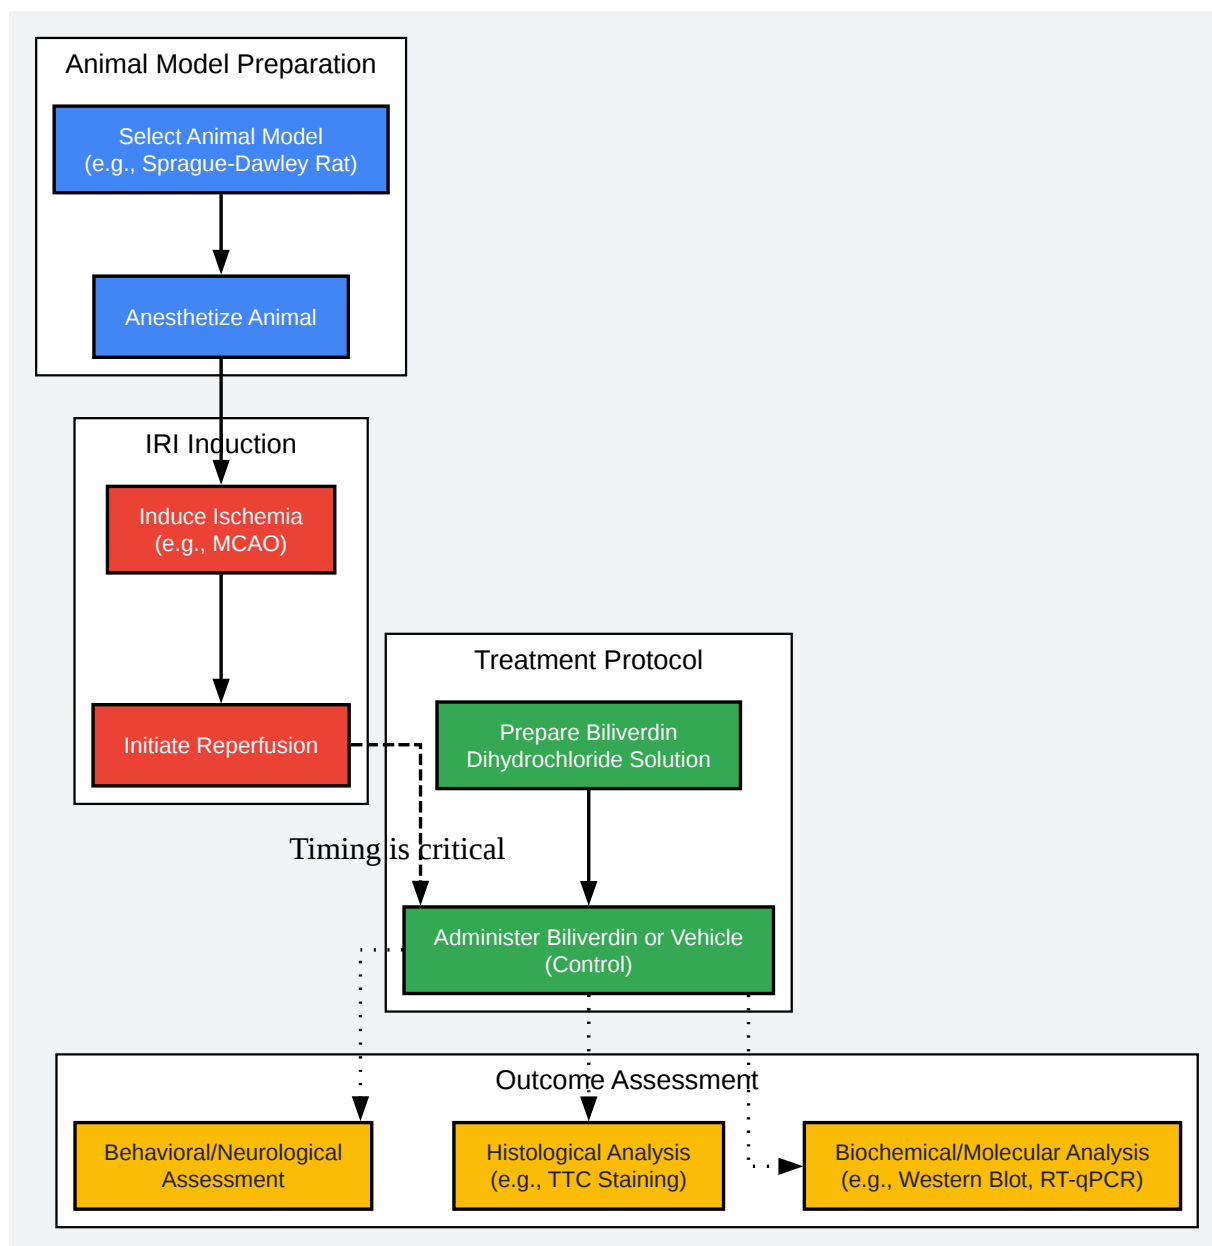 Animal Model Preparation
Select Animal Model
(e.g., Sprague-Dawley Rat)
Anesthetize Animal
IRI Induction
Induce Ischemia
(e.g., MCAO)
Initiate Reperfusion
Treatment Protocol
Prepare Biliverdin
Dihydrochloride Solution
Timing is critical
Administer Biliverdin or Vehicle
(Control)
Outcome Assessment
Behavioral/Neurological
Assessment
Histological Analysis
(e.g., TTC Staining)
Biochemical/Molecular Analysis
(e.g., Western Blot, RT-qPCR)